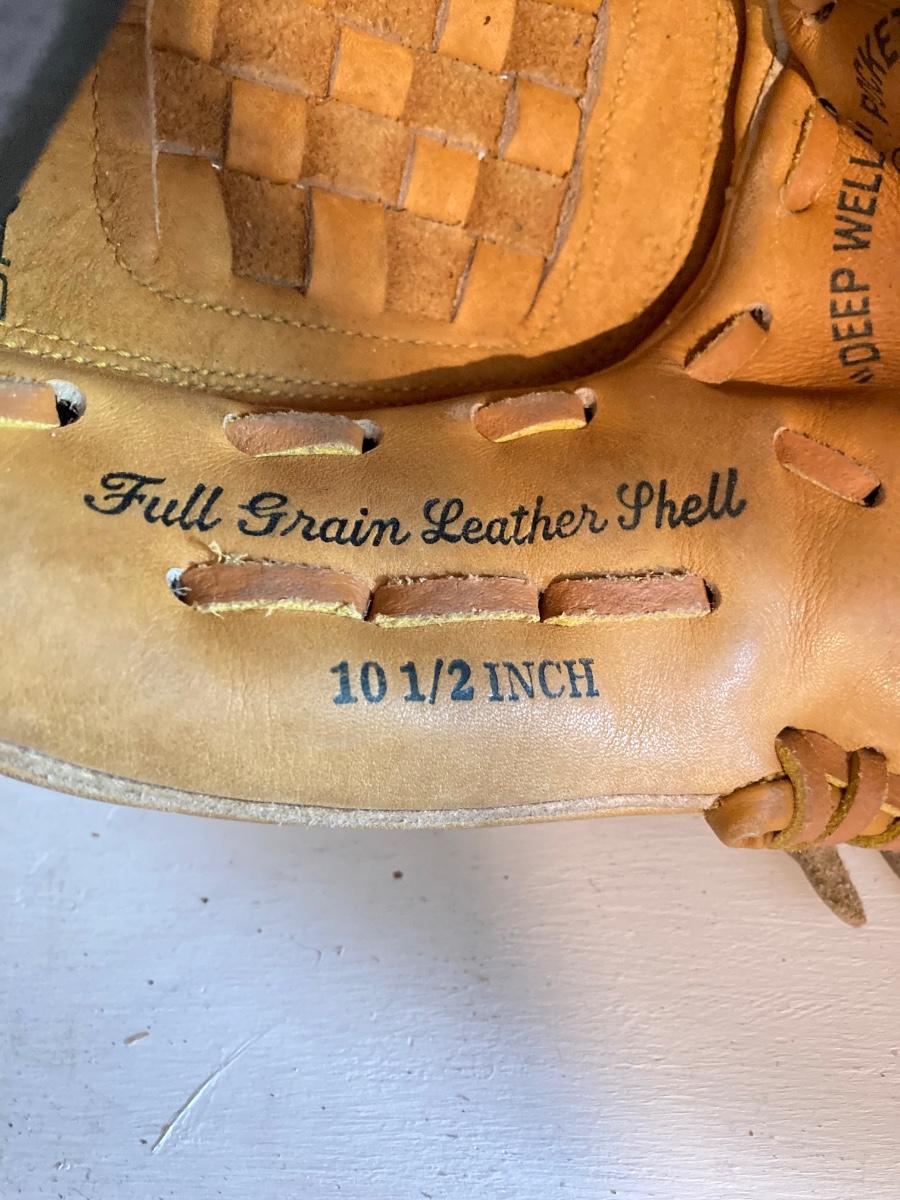 "DEEP WELL" POCKET
Full Grain Leather Shell
10 1/2 INCH